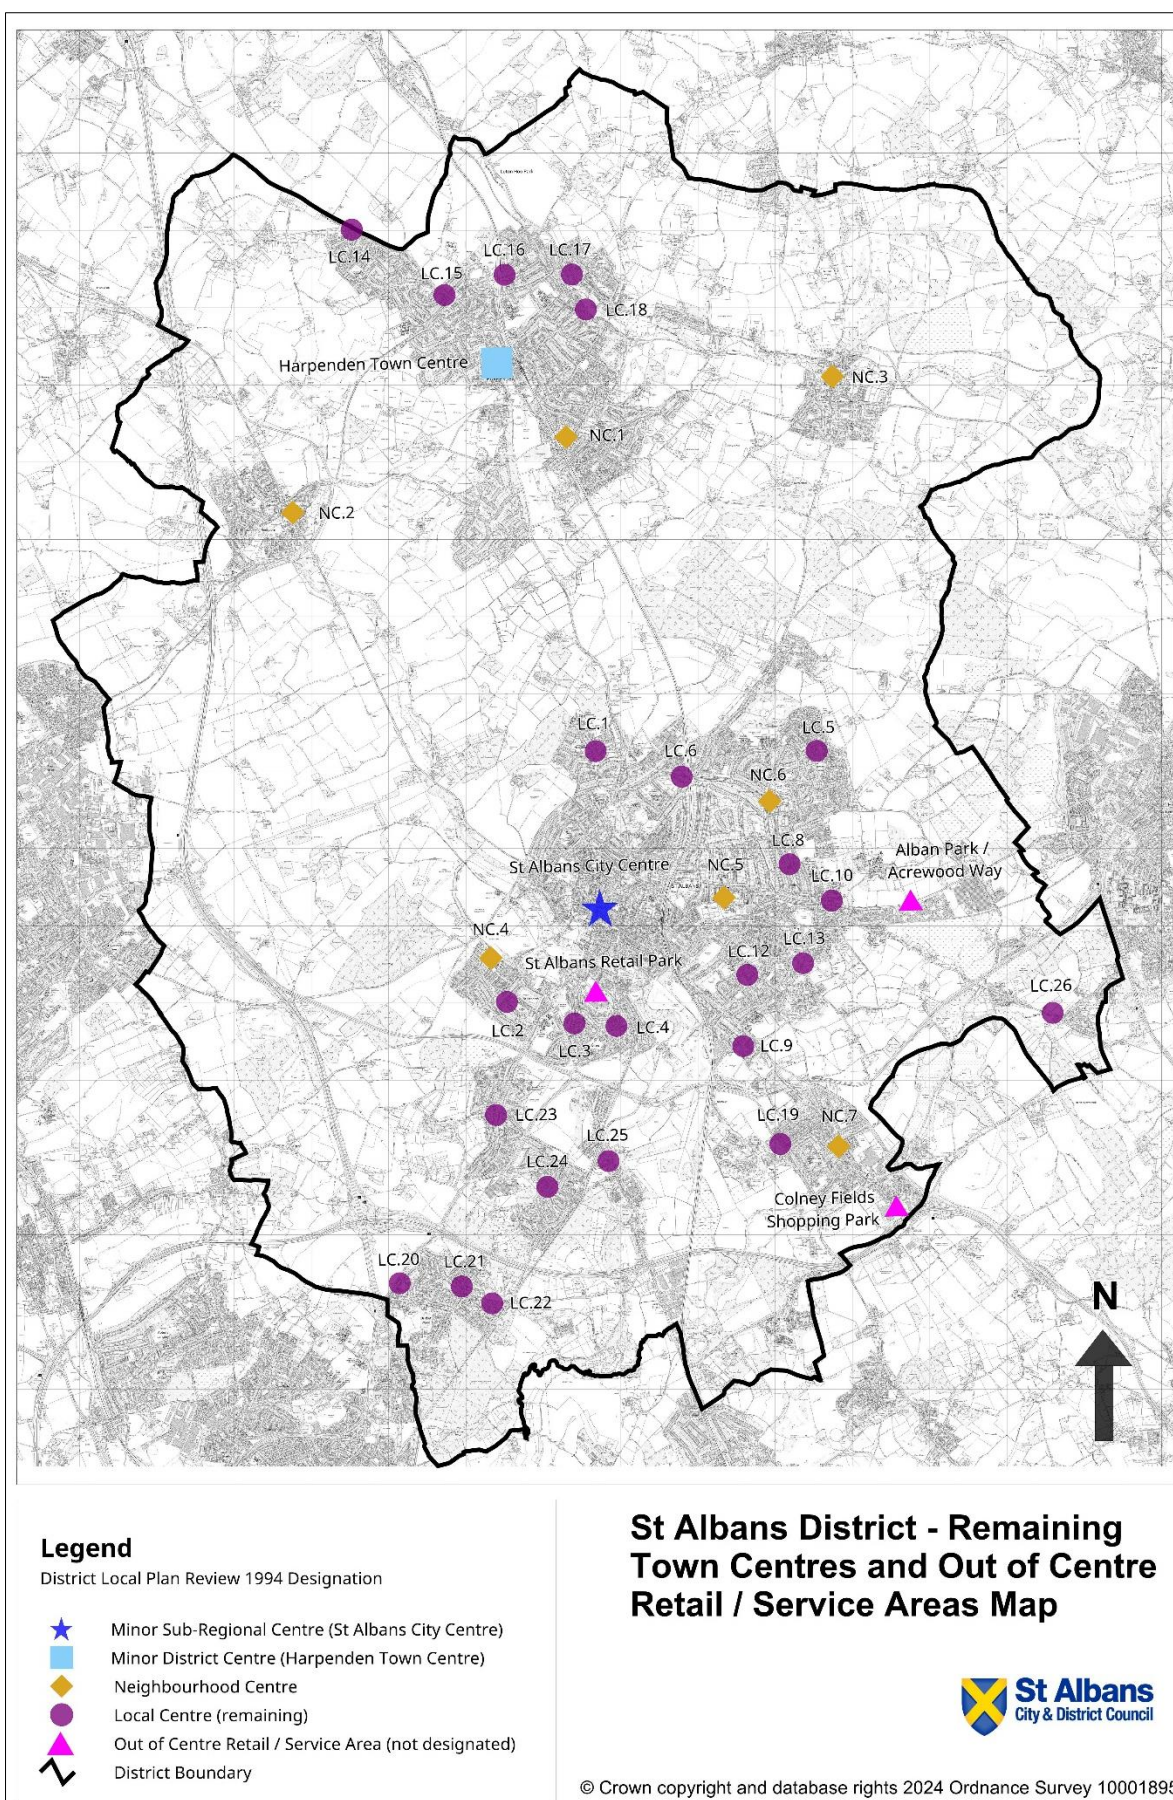 LC.14
LC.15
LC.16
LC.17
LC.18
Harpenden Town Centre
NC.3
NC.1
NC.2
LC.1
LC.6
LC.5
NC.6
LC.8
St Albans City Centre
NC.5
LC.10
Alban Park /
Acrewood Way
ST ALBANS
NC.4
St Albans Retail Park
LC.12
LC.13
LC.26
LC.2
LC.3
LC.4
LC.9
LC.23
LC.25
LC.24
LC.19
NC.7
Colney Fields
Shopping Park
LC.20
LC.21
LC.22
N
Legend
District Local Plan Review 1994 Designation
Minor Sub-Regional Centre (St Albans City Centre)
Minor District Centre (Harpenden Town Centre)
Neighbourhood Centre
Local Centre (remaining)
Out of Centre Retail / Service Area (not designated)
District Boundary
St Albans District - Remaining
Town Centres and Out of Centre
Retail / Service Areas Map
St Albans
City & District Council
© Crown copyright and database rights 2024 Ordnance Survey 10001895